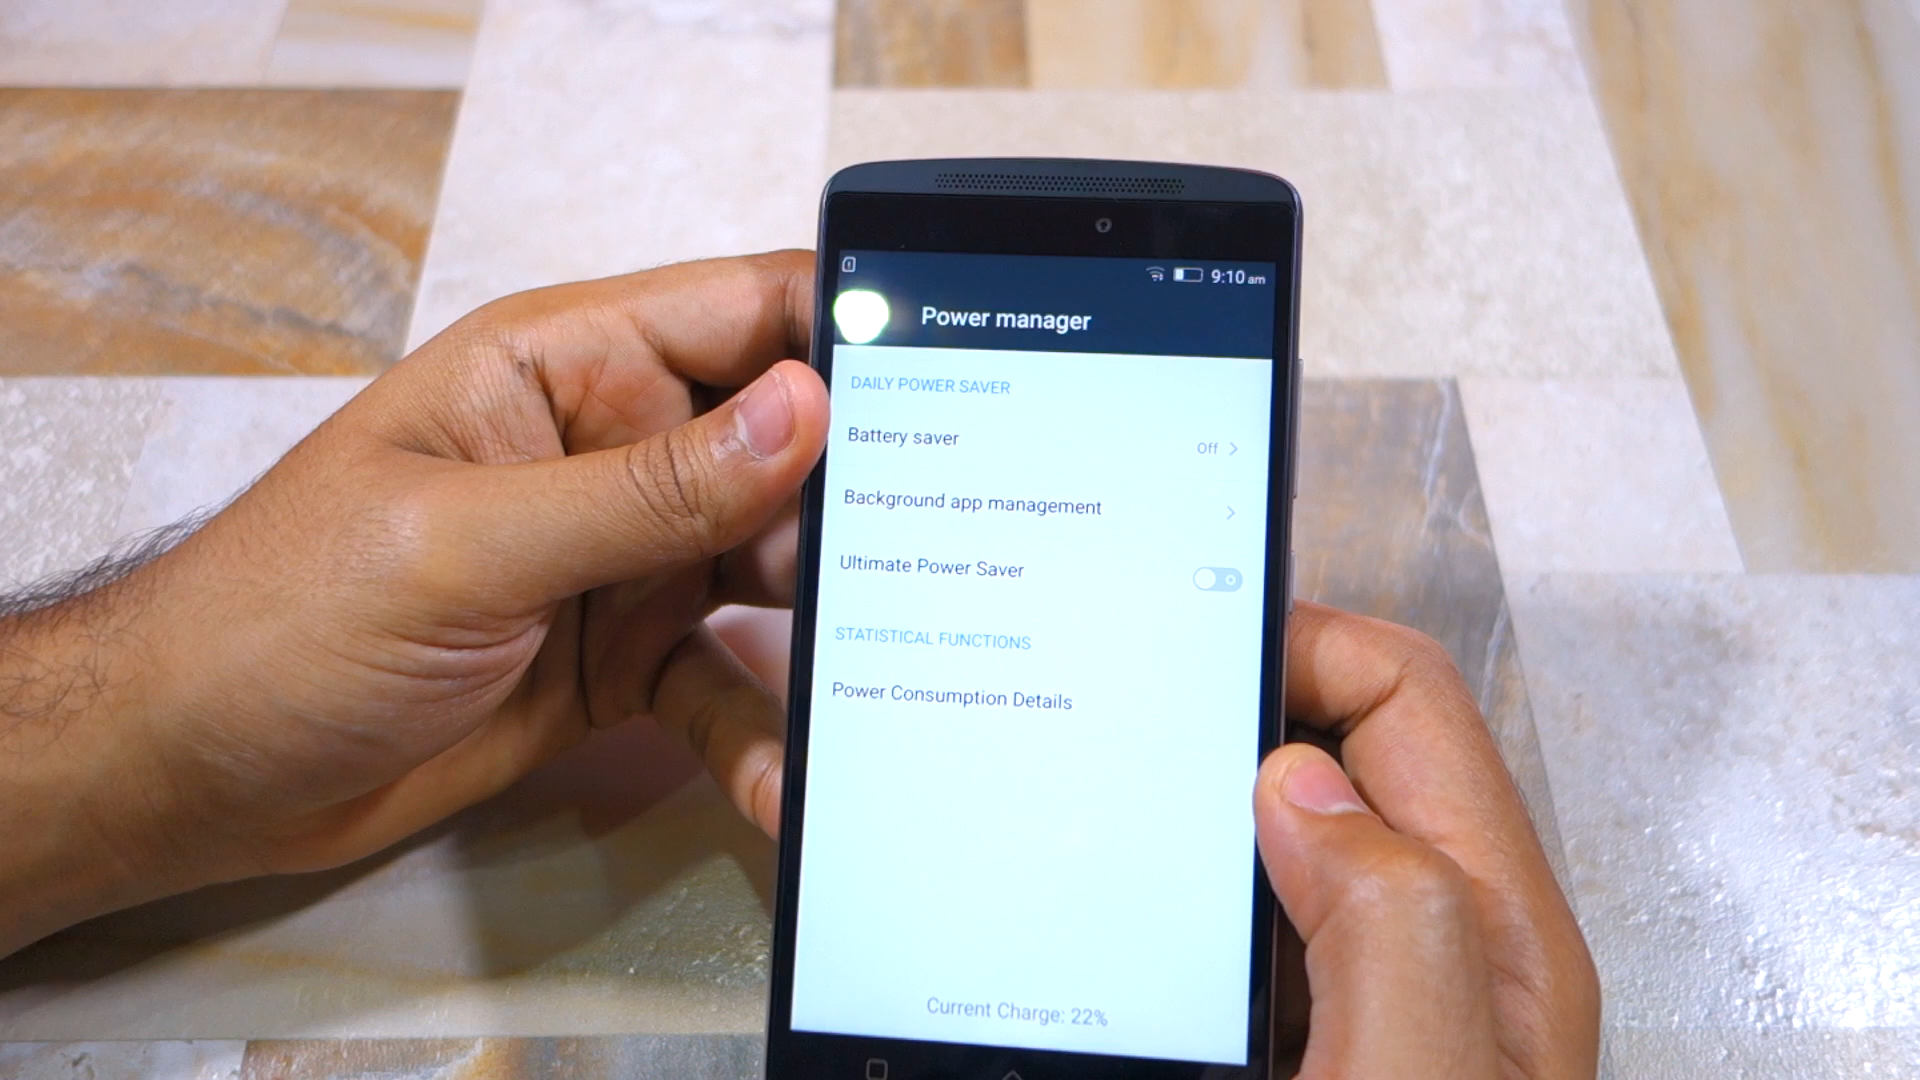 9:10 am
Power manager
DAILY POWER SAVER
Battery saver
Off
Background app management
Ultimate Power Saver
STATISTICAL FUNCTIONS
Power Consumption Details
Current Charge: 22%